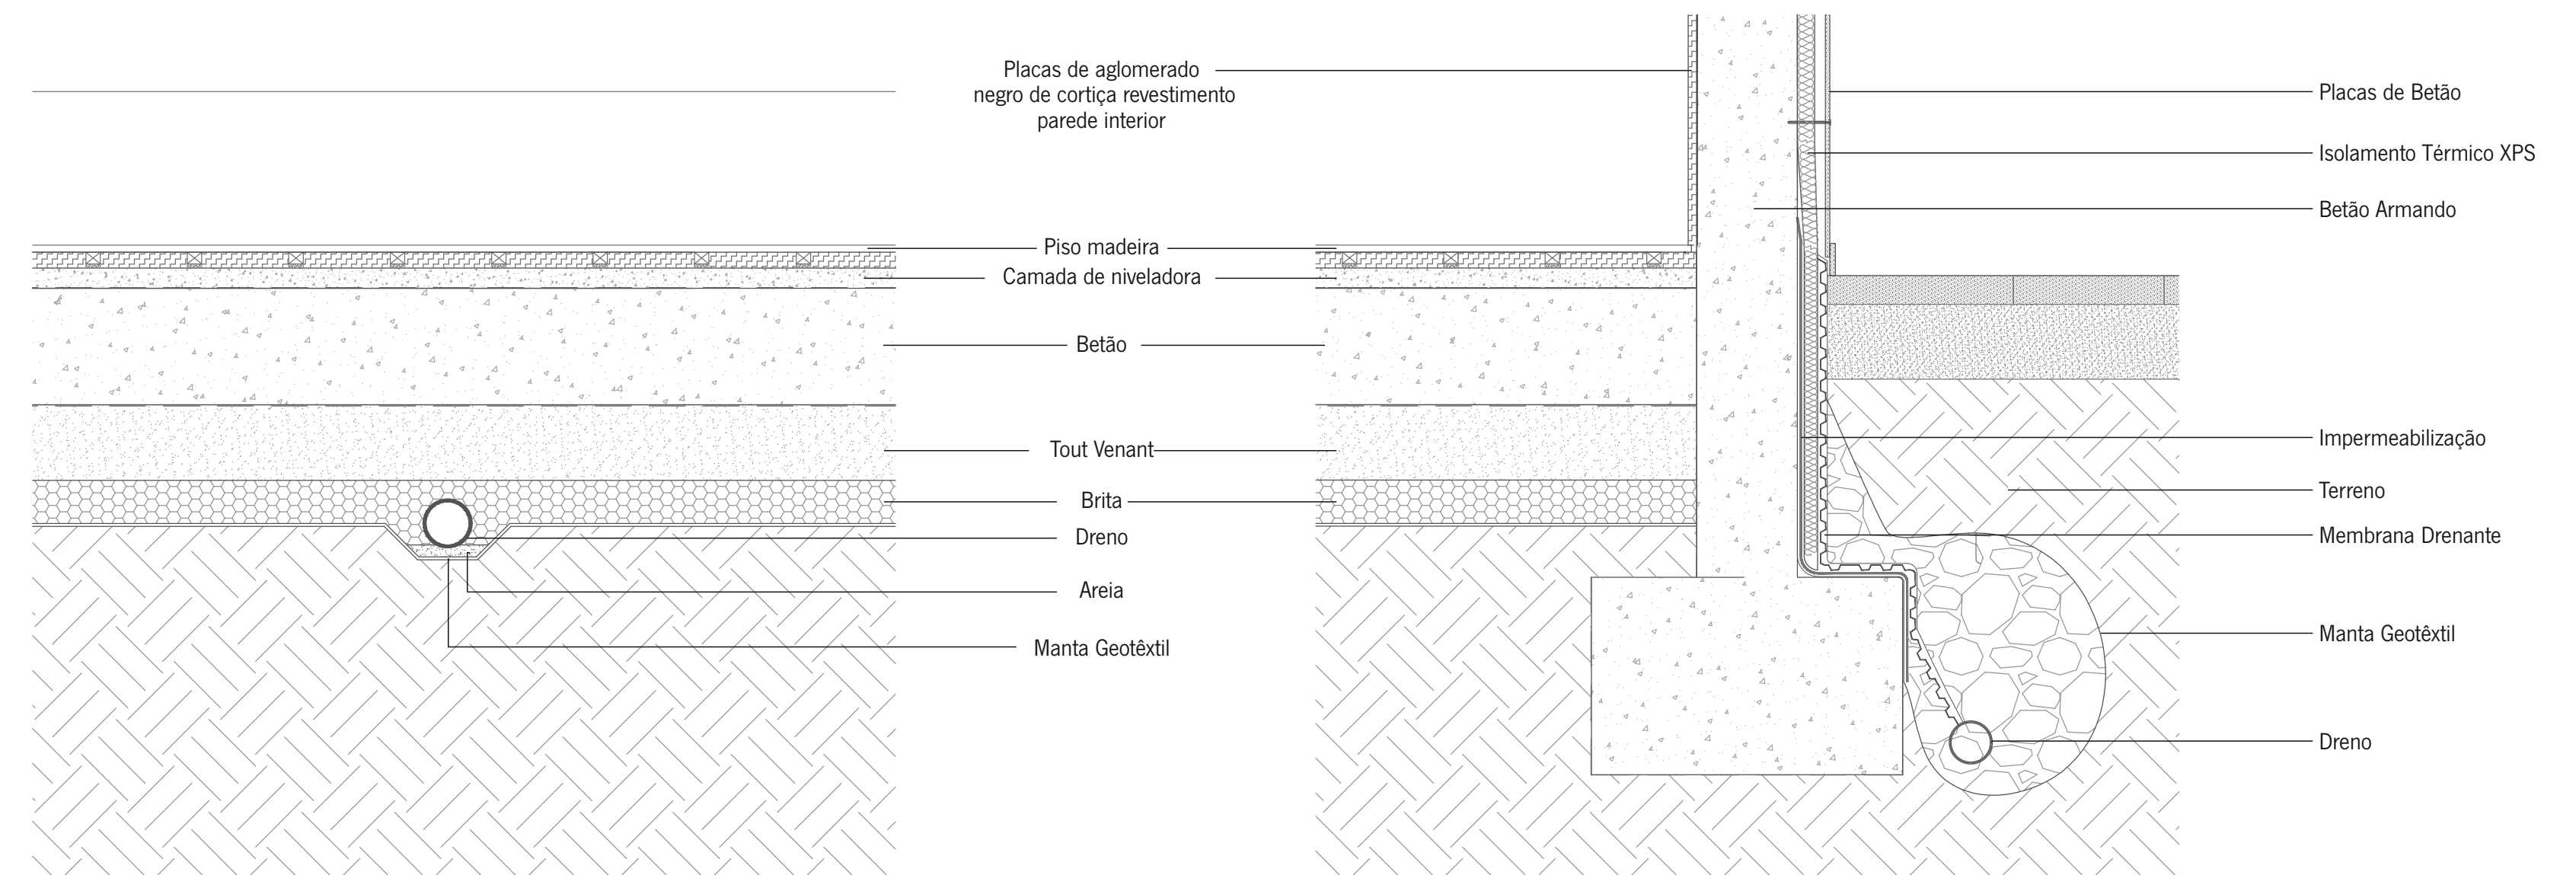 Placas de aglomerado
negro de cortiça revestimento
parede interior
Piso madeira
Camada de niveladora
Betão
Tout Venant
Brita
Dreno
Areia
Manta Geotêxtil
Placas de Betão
Isolamento Térmico XPS
Betão Armando
Impermeabilização
Terreno
Membrana Drenante
Manta Geotêxtil
Dreno